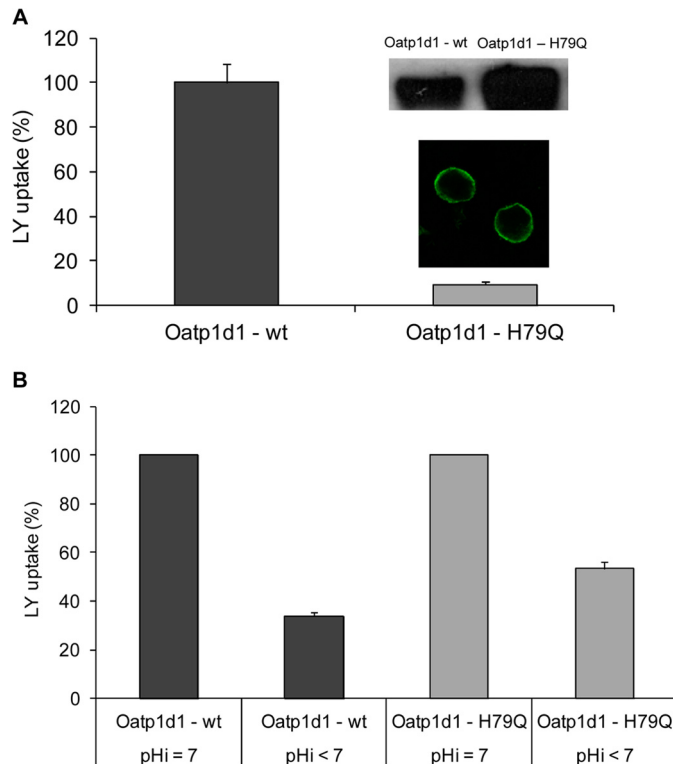 A
120
100
80
60
40
20
0
LY uptake (%)
Oatp1d1 - wt Oatp1d1 – H79Q
Oatp1d1 - wt Oatp1d1 - H79Q
B
120
100
80
60
40
20
0
LY uptake (%)
Oatp1d1 - wt Oatp1d1 - wt Oatp1d1 - H79Q Oatp1d1 - H79Q
pHi = 7 pHi < 7 pHi = 7 pHi < 7